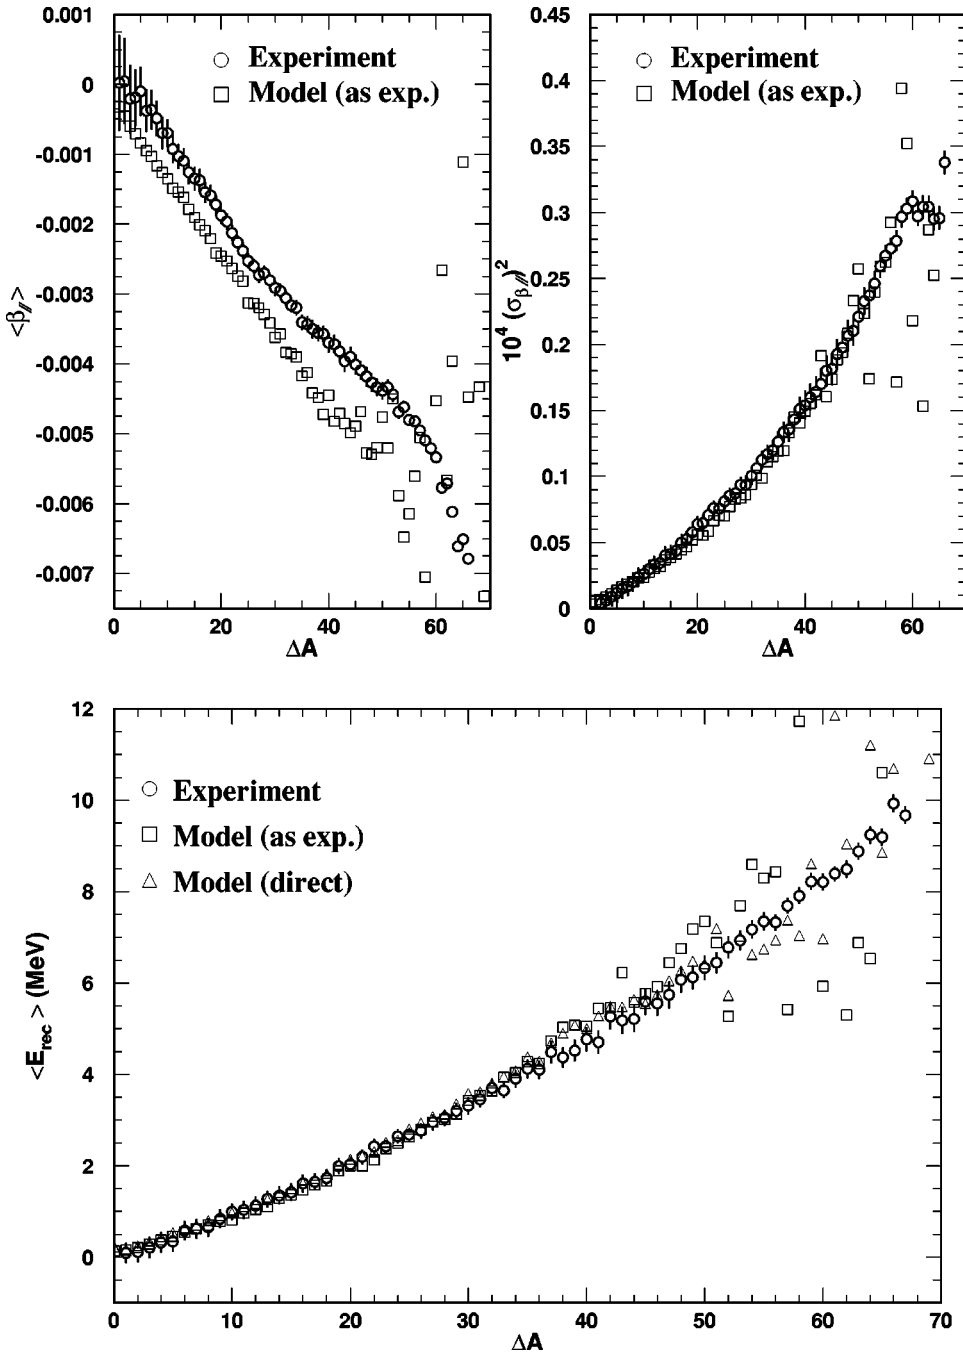 0.001
0
-0.001
-0.002
-0.003
-0.004
-0.005
-0.006
-0.007
<β//>
Experiment
Model (as exp.)
0 20 40 60
ΔA
0.45
0.4
0.35
0.3
0.25
0.2
0.15
0.1
0.05
0
10⁴ (σβ//)²
Experiment
Model (as exp.)
0 20 40 60
ΔA
12
10
8
6
4
2
0
<E_rec> (MeV)
Experiment
Model (as exp.)
Model (direct)
0 10 20 30 40 50 60 70
ΔA